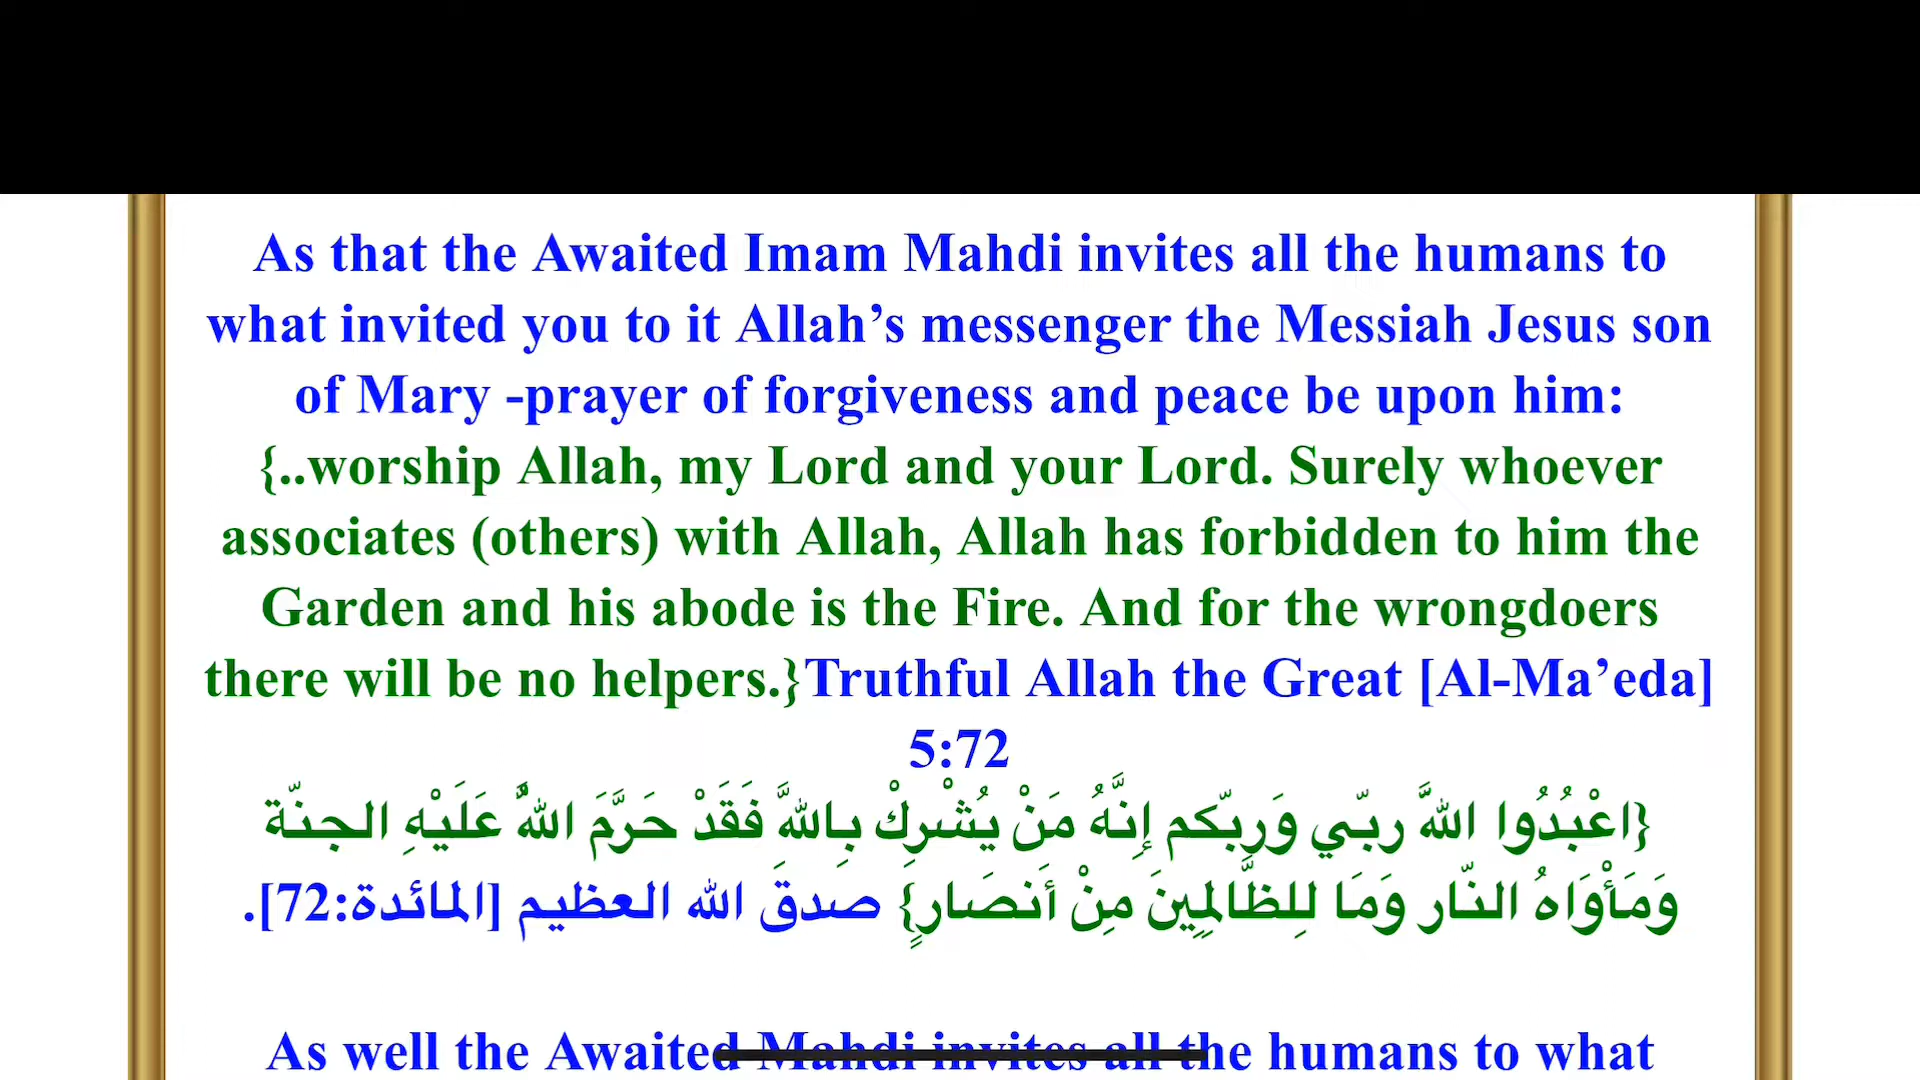 As that the Awaited Imam Mahdi invites all the humans to
what invited you to it Allah’s messenger the Messiah Jesus son
of Mary -prayer of forgiveness and peace be upon him:
{..worship Allah, my Lord and your Lord. Surely whoever
associates (others) with Allah, Allah has forbidden to him the
Garden and his abode is the Fire. And for the wrongdoers
there will be no helpers.}Truthful Allah the Great [Al-Ma’eda]
5:72
{اعْبُدُوا اللَّهَ ربّي وَربّكم إِنَّهُ مَنْ يُشْرِكْ بِاللَّهِ فَقَدْ حَرَّمَ اللَّهُ عَلَيْهِ الجنّة
وَمَأْوَاهُ النّار وَمَا لِلظَّالِمِينَ مِنْ أَنصَارٍ} صدقَ الله العظيم [المائدة:72].
As well the Awaited Mahdi invites all the humans to what